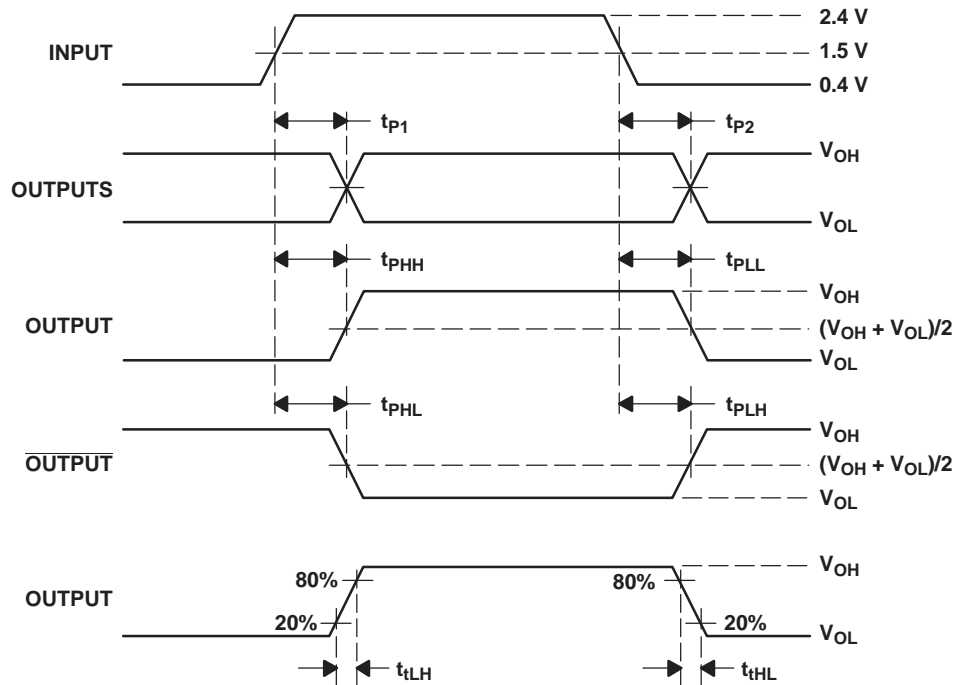 2.4 V
INPUT 1.5 V
0.4 V
tP1 tP2
VOH
OUTPUTS
VOL
tPHH tPLL
VOH
OUTPUT (VOH + VOL)/2
VOL
tPHL tPLH
VOH
OUTPUT (VOH + VOL)/2
VOL
VOH
80% 80%
OUTPUT
20% 20%
VOL
ttLH ttHL